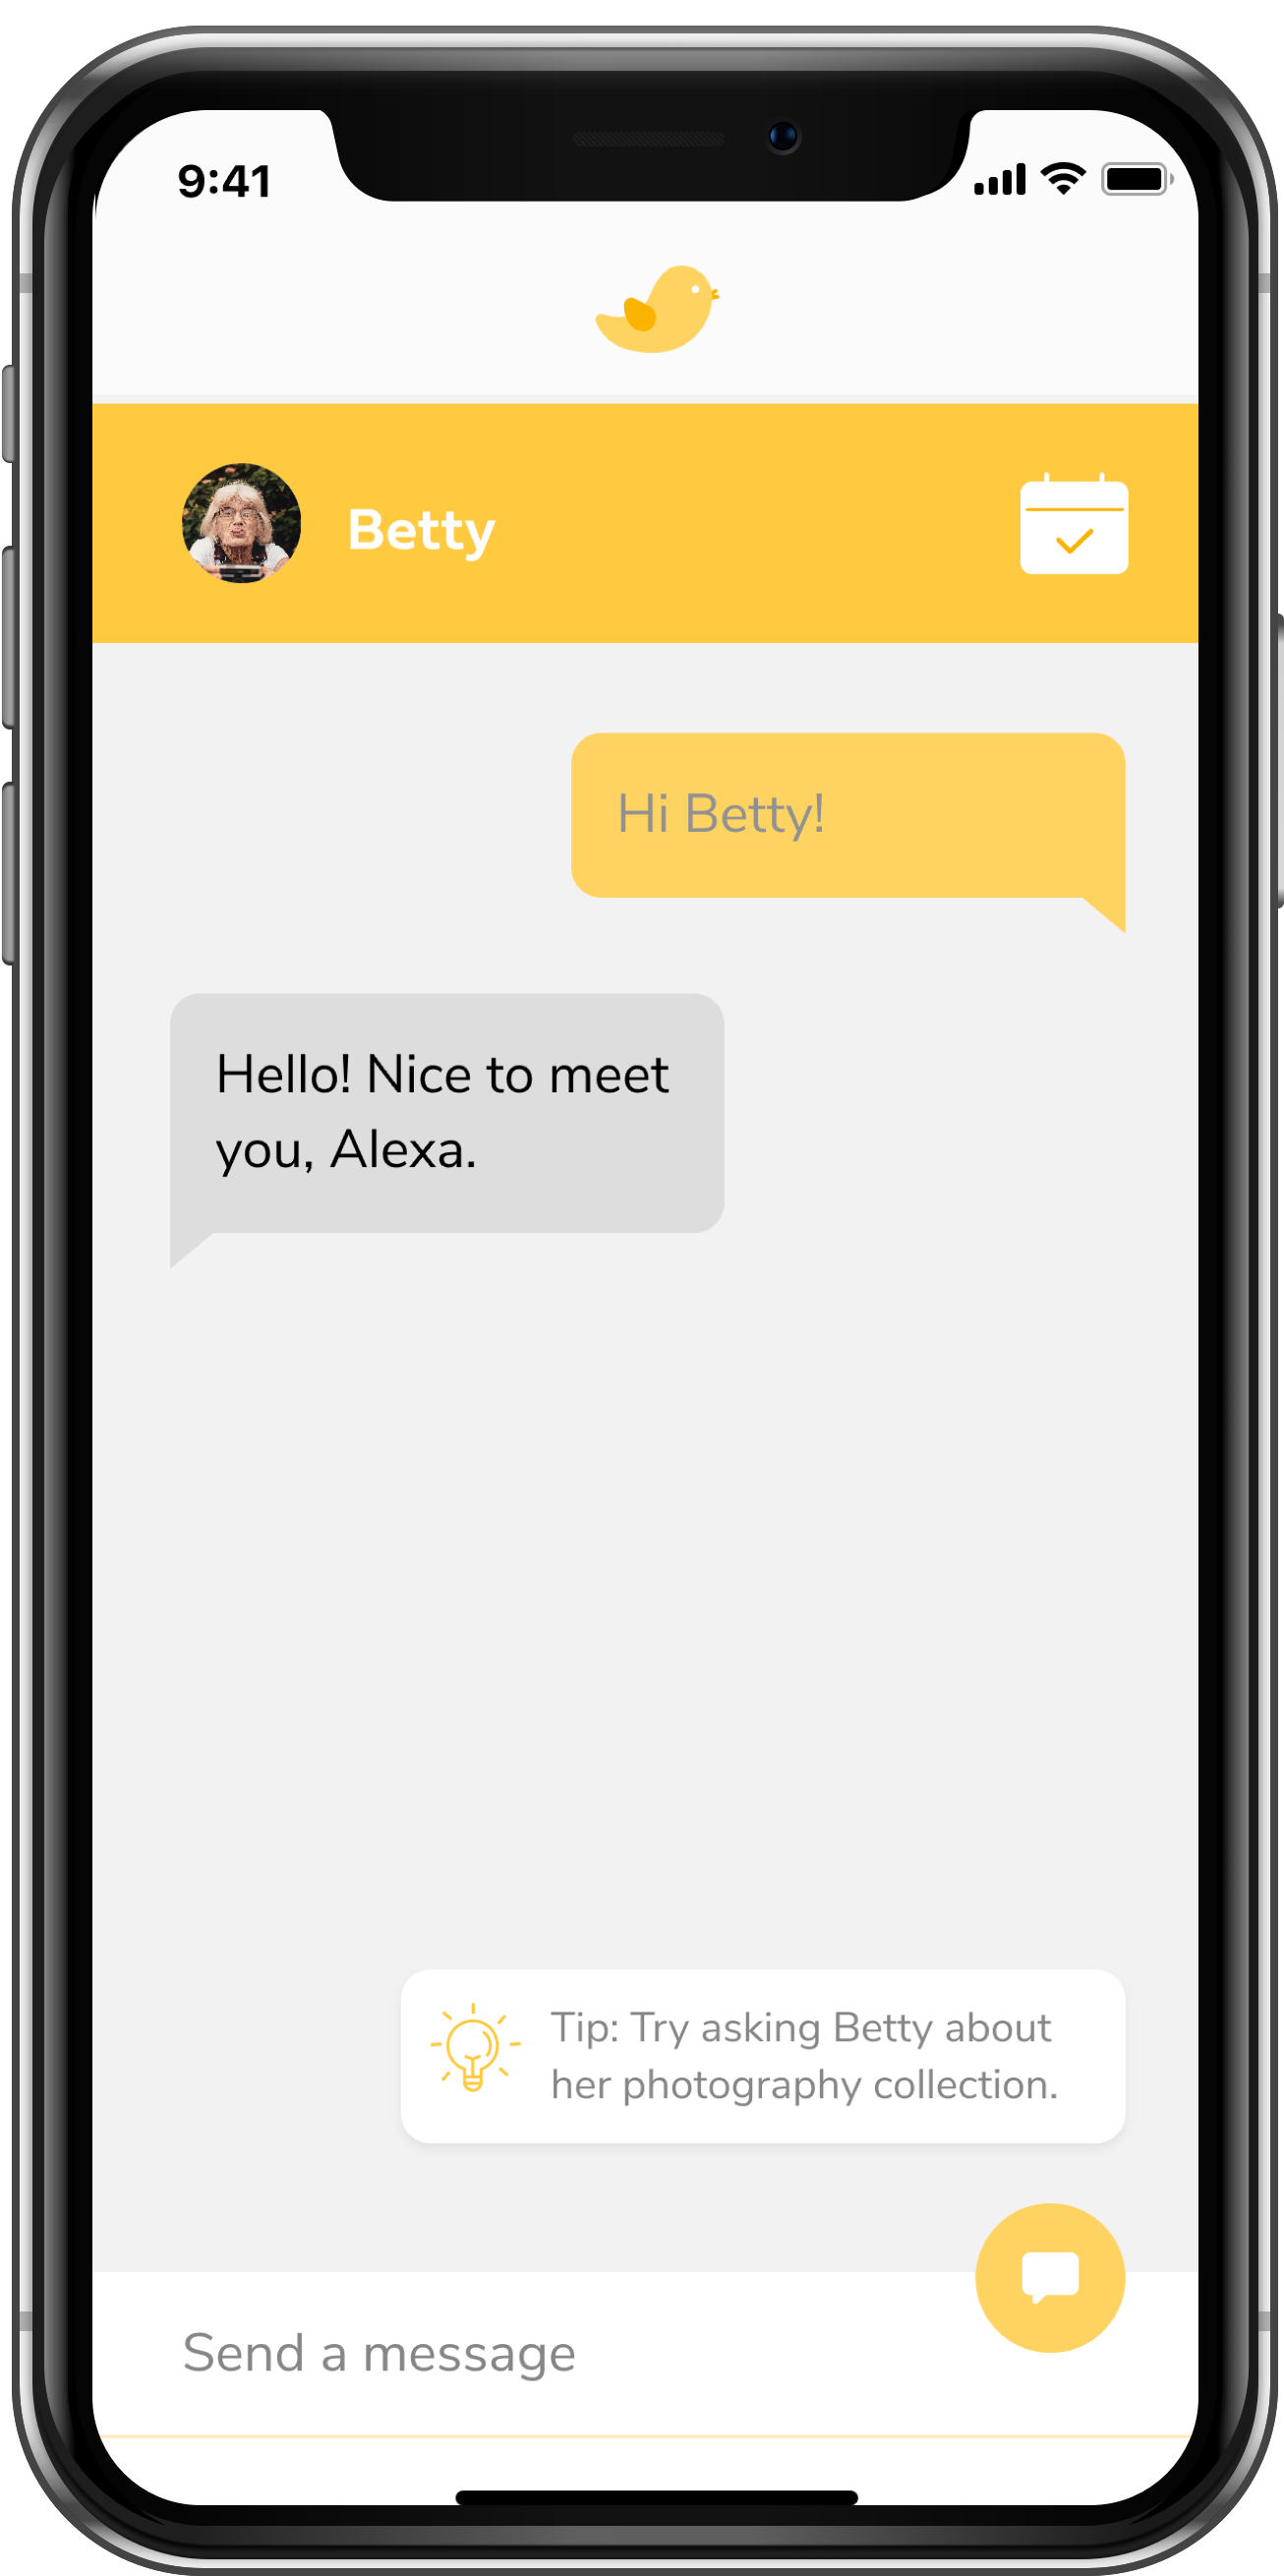 9:41
Betty
Hi Betty!
Hello! Nice to meet
you, Alexa.
Tip: Try asking Betty about
her photography collection.
Send a message